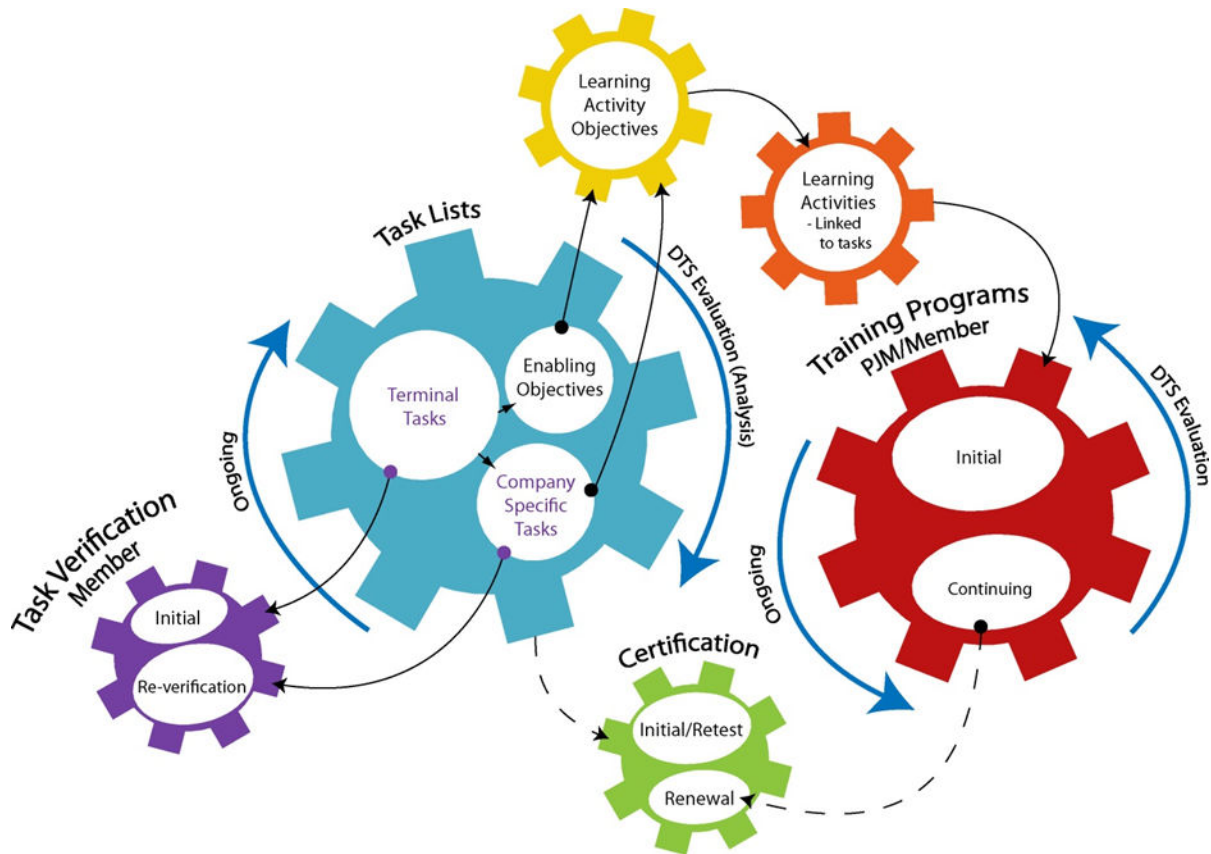 Learning
Activity
Objectives
Learning
Activities
- Linked
to tasks
Task Lists
DTS Evaluation (Analysis)
Enabling
Objectives
Terminal
Tasks
Company
Specific
Tasks
Ongoing
Training Programs
PJM/Member
DTS Evaluation
Initial
Continuing
Ongoing
Task Verification
Member
Initial
Re-verification
Certification
Initial/Retest
Renewal